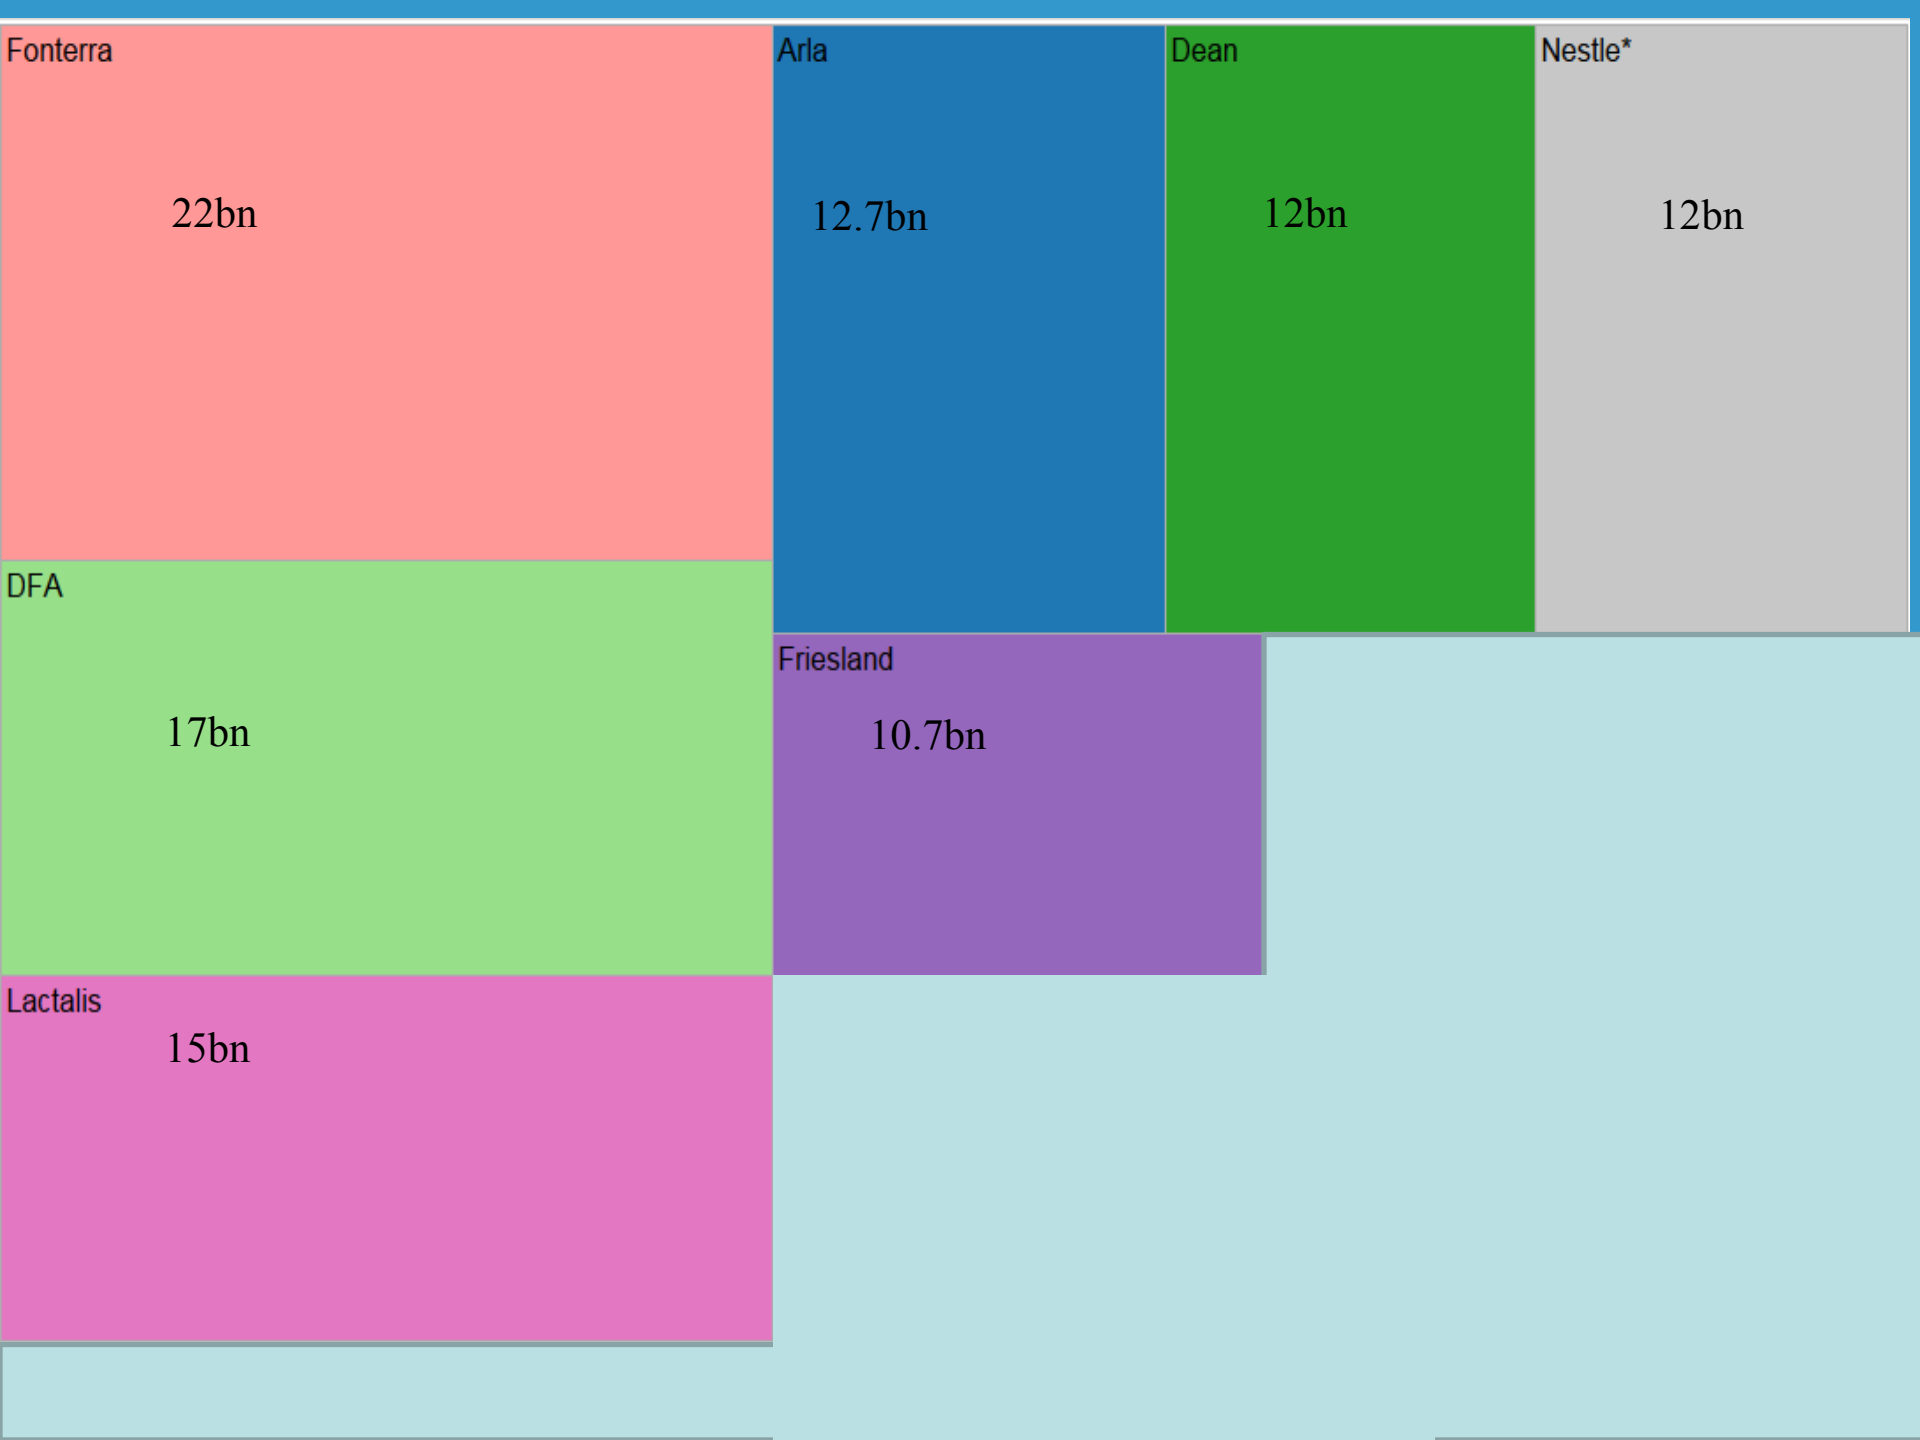 Fonterra
22bn
Arla
12.7bn
Dean
12bn
Nestle*
12bn
DFA
17bn
Friesland
10.7bn
Lactalis
15bn